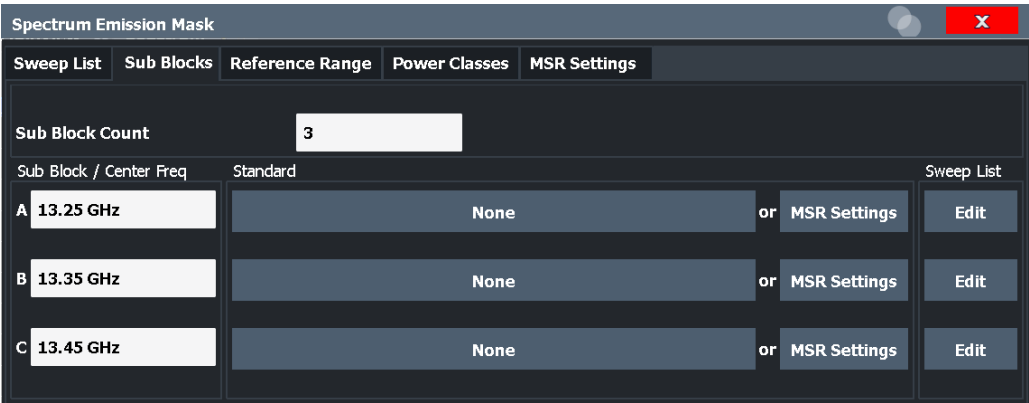 Spectrum Emission Mask X
Sweep List Sub Blocks Reference Range Power Classes MSR Settings
Sub Block Count 3
Sub Block / Center Freq Standard Sweep List
A 13.25 GHz None or MSR Settings Edit
B 13.35 GHz None or MSR Settings Edit
C 13.45 GHz None or MSR Settings Edit